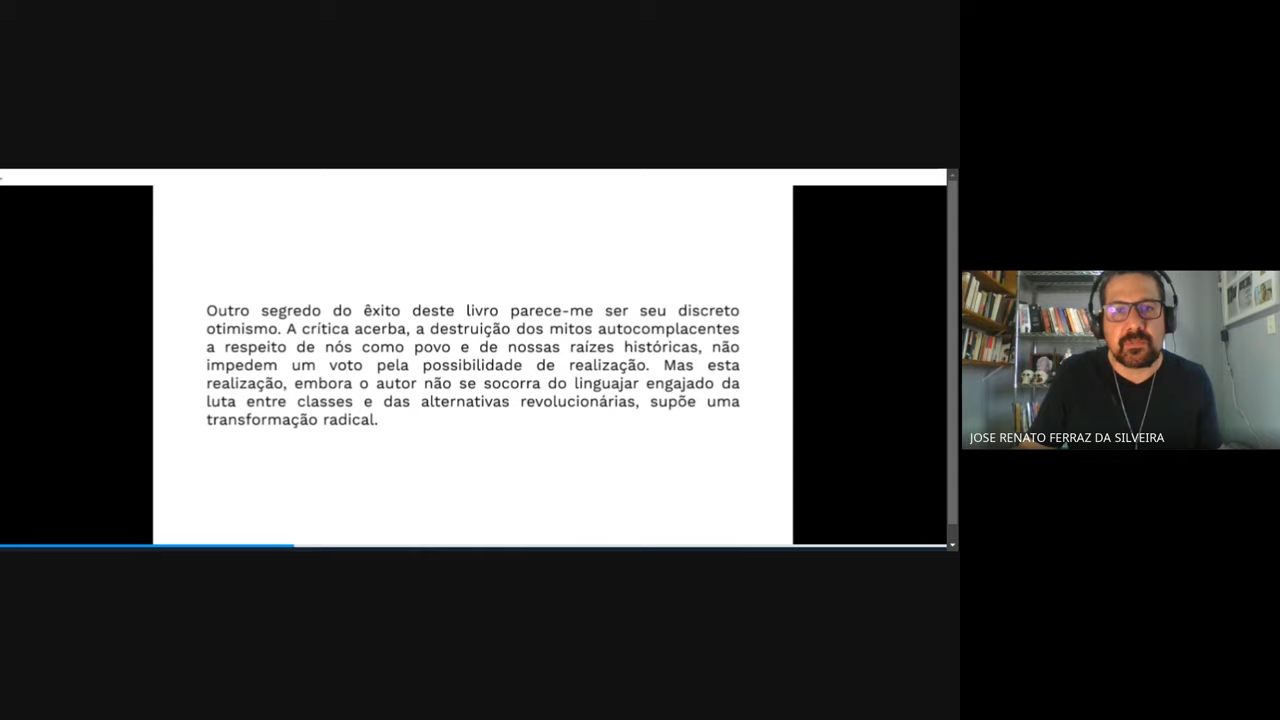 Outro segredo do êxito deste livro parece-me ser seu discreto
otimismo. A crítica acerba, a destruição dos mitos autocomplacentes
a respeito de nós como povo e de nossas raízes históricas, não
impedem um voto pela possibilidade de realização. Mas esta
realização, embora o autor não se socorra do linguajar engajado da
luta entre classes e das alternativas revolucionárias, supõe uma
transformação radical.
JOSE RENATO FERRAZ DA SILVEIRA